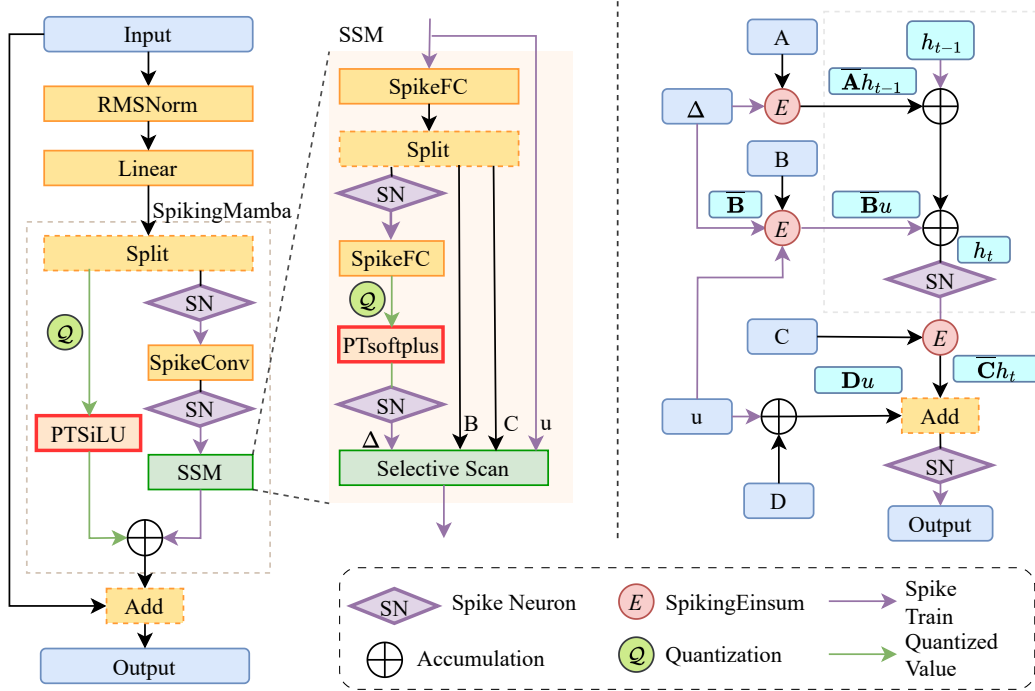 Input
RMSNorm
Linear
SpikingMamba
Split
SN
Q
SpikeConv
SN
PTSiLU
SSM
Add
Output
SSM
SpikeFC
Split
SN
SpikeFC
Q
PTsoftplus
SN
Δ
B
C
u
Selective Scan
A
h_{t-1}
A̅h_{t-1}
Δ
E
B
B̅
E
B̅u
h_t
SN
C
E
Du
C̅h_t
u
Add
SN
D
Output
SN
Spike Neuron
E
SpikingEinsum
Spike
Train
Accumulation
Q
Quantization
Quantized
Value